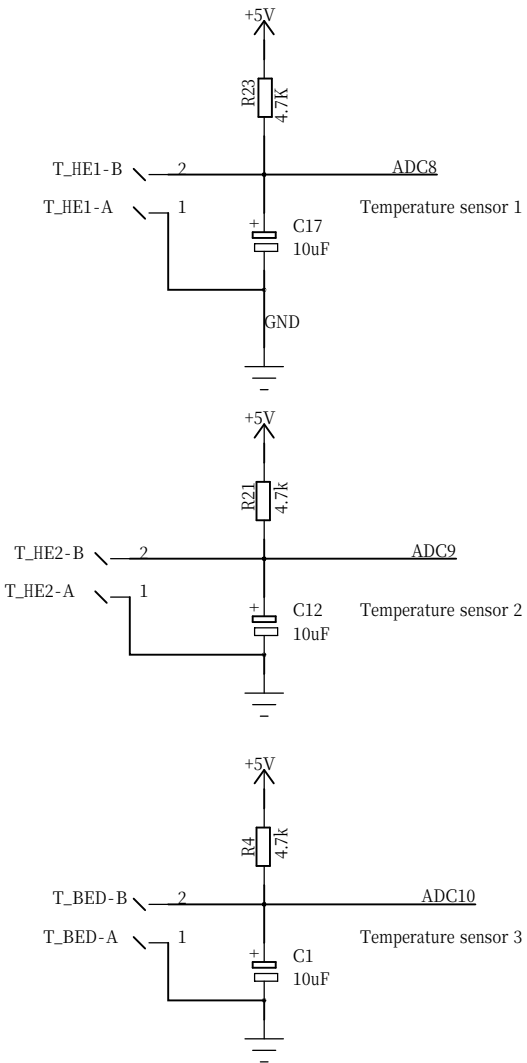 +5V
R23
4.7K
T_HE1-B
2
ADC8
T_HE1-A
1
Temperature sensor 1
+
C17
10uF
GND
+5V
R21
4.7k
T_HE2-B
2
ADC9
T_HE2-A
1
+
C12
Temperature sensor 2
10uF
+5V
R4
4.7k
T_BED-B
2
ADC10
T_BED-A
1
Temperature sensor 3
+
C1
10uF